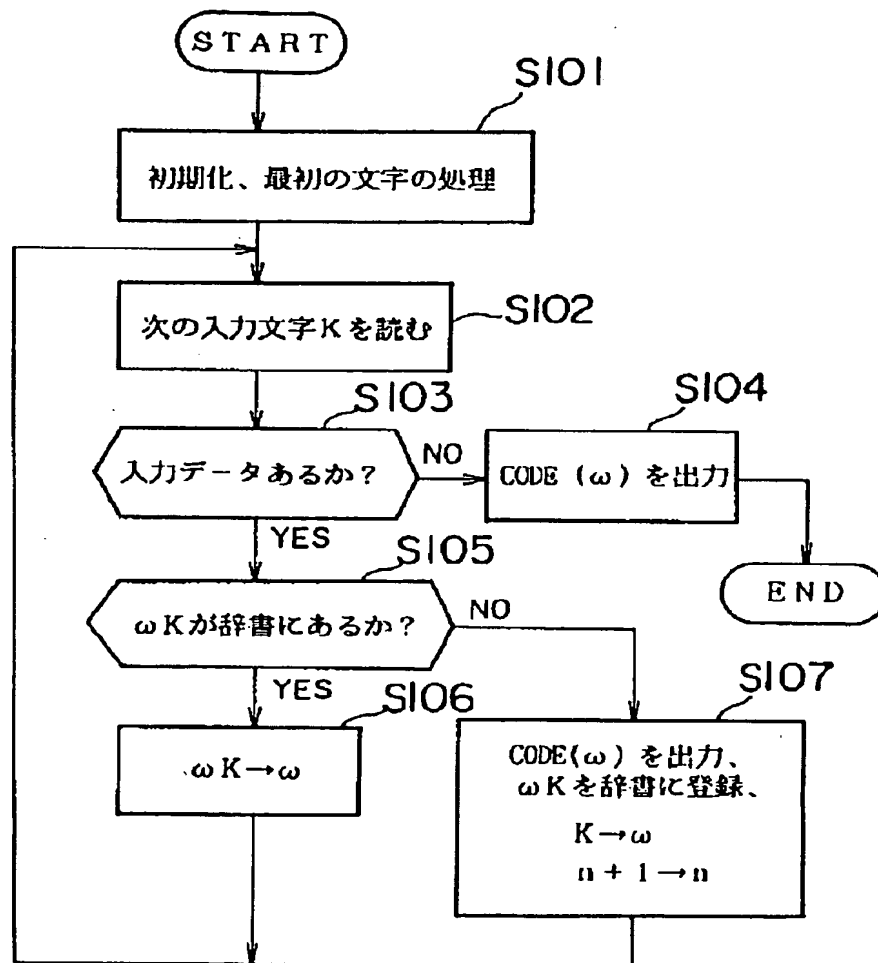 START
S101
初期化、最初の文字の処理
次の入力文字Kを読む
S102
S103
入力データあるか?
NO
S104
CODE (ω) を出力
YES
END
S105
ωKが辞書にあるか?
NO
YES
S106
ωK→ω
S107
CODE(ω) を出力、
ωKを辞書に登録、
K→ω
n + 1→n